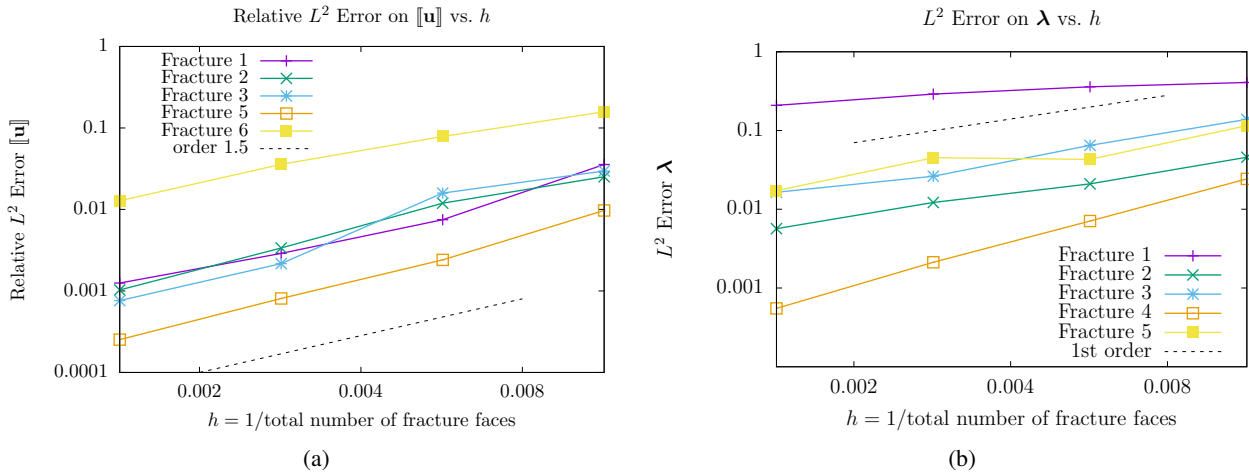 Relative L² Error on ⟦u⟧ vs. h
1
0.1
0.01
0.001
0.0001
Relative L² Error ⟦u⟧
Fracture 1
Fracture 2
Fracture 3
Fracture 5
Fracture 6
order 1.5
0.002
0.004
0.008
h = 1/total number of fracture faces
(a)
L² Error on λ vs. h
1
0.1
0.01
0.001
L² Error λ
Fracture 1
Fracture 2
Fracture 3
Fracture 4
Fracture 5
1st order
0.002
0.004
0.008
h = 1/total number of fracture faces
(b)